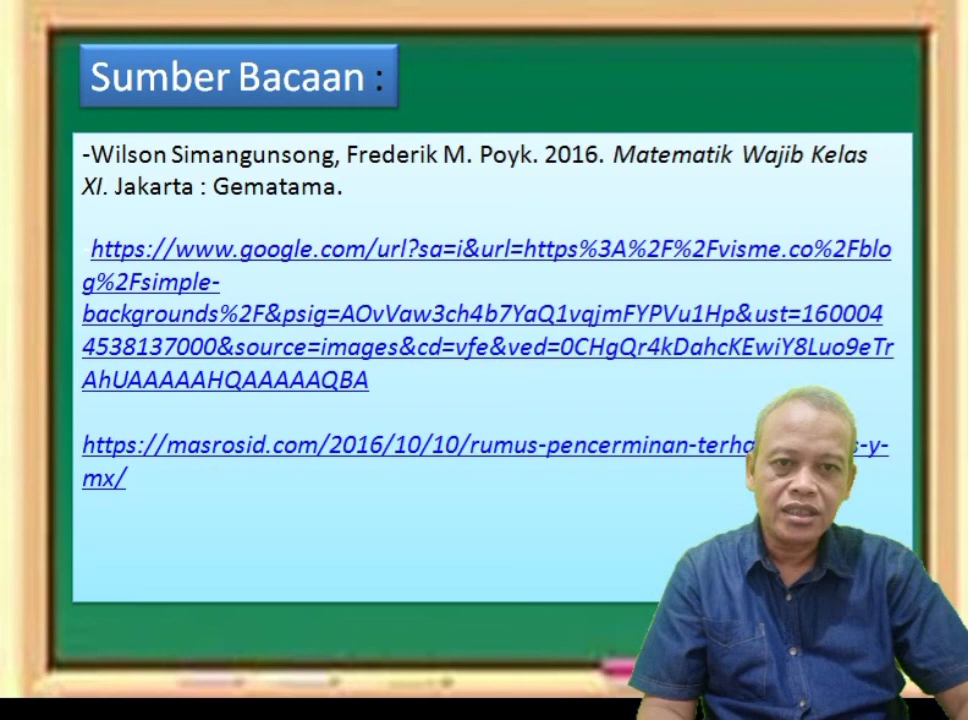 Sumber Bacaan :
-Wilson Simangunsong, Frederik M. Poyk. 2016. Matematik Wajib Kelas
XI. Jakarta : Gematama.
https://www.google.com/url?sa=i&url=https%3A%2F%2Fvisme.co%2Fblo
g%2Fsimple-
backgrounds%2F&psig=AOvVaw3ch4b7YaQ1vqjmFYPVu1Hp&ust=160004
4538137000&source=images&cd=vfe&ved=0CHgQr4kDahcKEwiY8Luo9eTr
AhUAAAAAHQAAAAAQBA
https://masrosid.com/2016/10/10/rumus-pencerminan-terha s-y-
mx/